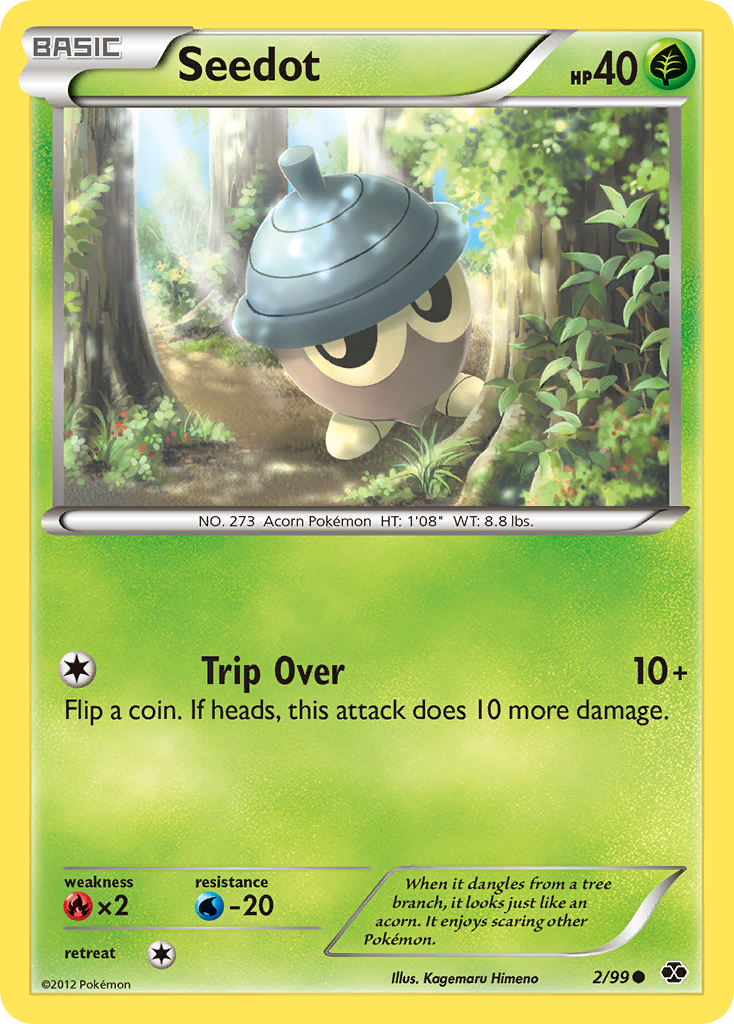 BASIC
Seedot
HP 40
NO. 273 Acorn Pokémon HT: 1'08" WT: 8.8 lbs.
Trip Over 10+
Flip a coin. If heads, this attack does 10 more damage.
weakness resistance
×2 -20
retreat
When it dangles from a tree
branch, it looks just like an
acorn. It enjoys scaring other
Pokémon.
©2012 Pokémon
Illus. Kagemaru Himeno
2/99